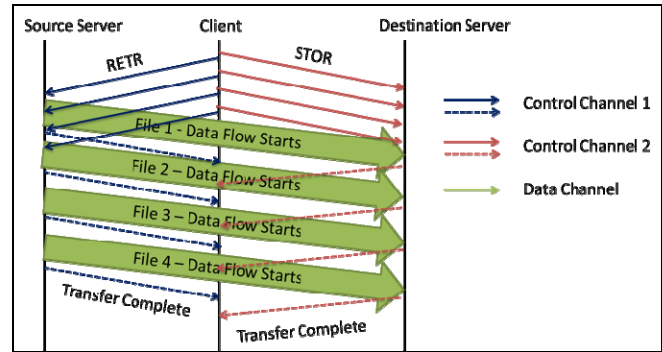 Source Server
Client
Destination Server
RETR
STOR
File 1 - Data Flow Starts
File 2 – Data Flow Starts
File 3 – Data Flow Starts
File 4 – Data Flow Starts
Transfer Complete
Transfer Complete
Control Channel 1
Control Channel 2
Data Channel